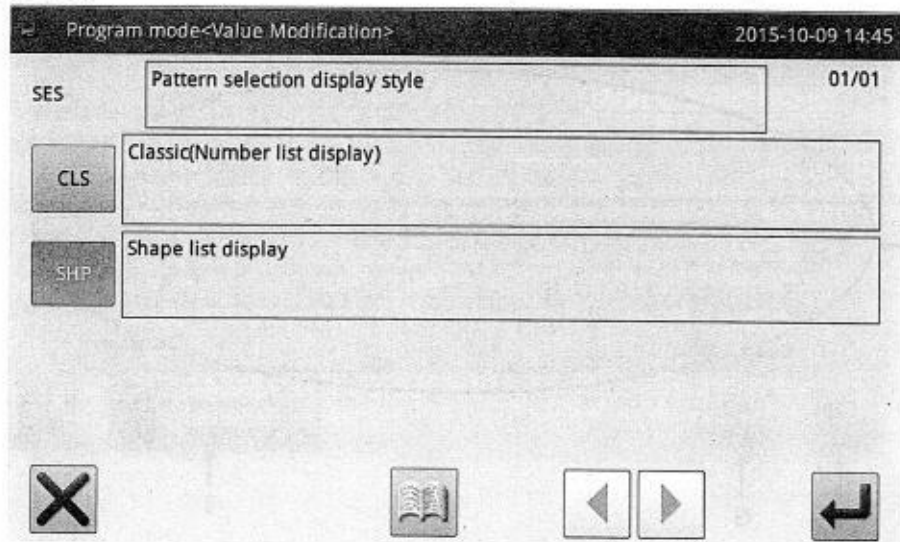 Program mode<Value Modification>
2015-10-09 14:45
SES
Pattern selection display style
01/01
CLS
Classic(Number list display)
SHP
Shape list display